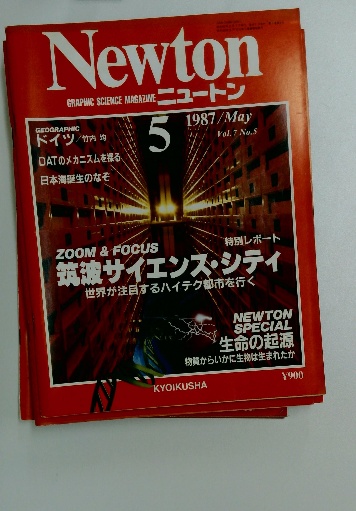 Newton
GRAPHIC SCIENCE MAGAZINE ニュートン
5
1987/May
Vol.7 No.5
GEOGRAPHIC
ドイツ/竹内 均
DATのメカニズムを探る
日本海誕生のなぞ
ZOOM & FOCUS
特別レポート
筑波サイエンス・シティ
世界が注目するハイテク都市を行く
NEWTON
SPECIAL
生命の起源
物質からいかに生物は生まれたか
KYOIKUSHA
¥900